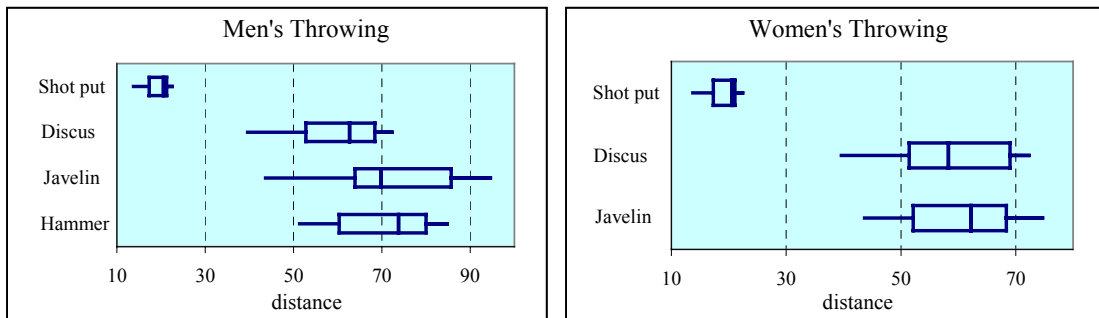 Men's Throwing
Shot put
Discus
Javelin
Hammer
10 30 50 70 90
distance
Women's Throwing
Shot put
Discus
Javelin
10 30 50 70
distance